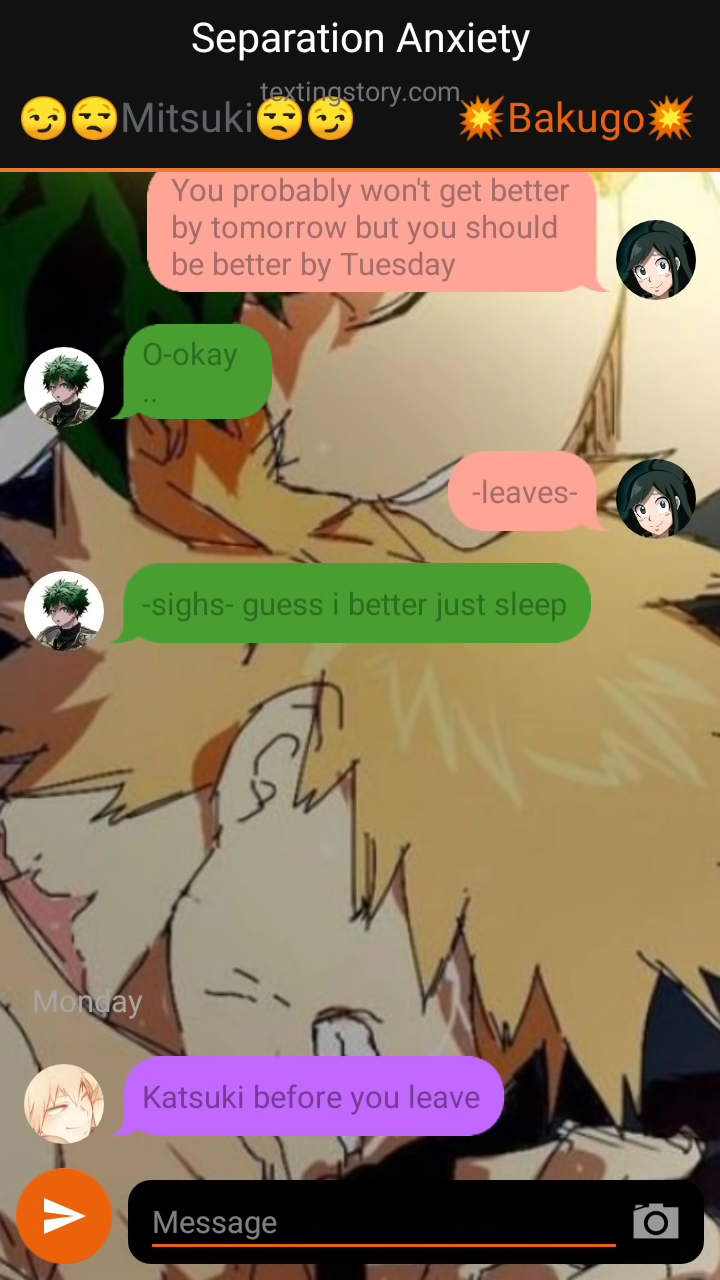 Separation Anxiety
textingstory.com
😏😒Mitsuki😒😏 💥Bakugo💥
You probably won't get better
by tomorrow but you should
be better by Tuesday
O-okay
..
-leaves-
-sighs- guess i better just sleep
Monday
Katsuki before you leave
Message